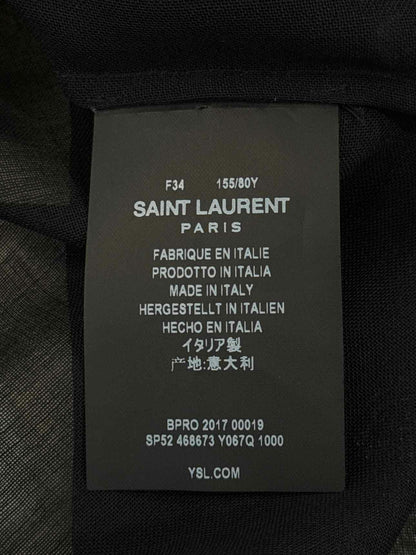 F34 155/80Y
SAINT LAURENT
PARIS
FABRIQUE EN ITALIE
PRODOTTO IN ITALIA
MADE IN ITALY
HERGESTELLT IN ITALIEN
HECHO EN ITALIA
イタリア製
产地:意大利
BPRO 2017 00019
SP52 468673 Y067Q 1000
YSL.COM